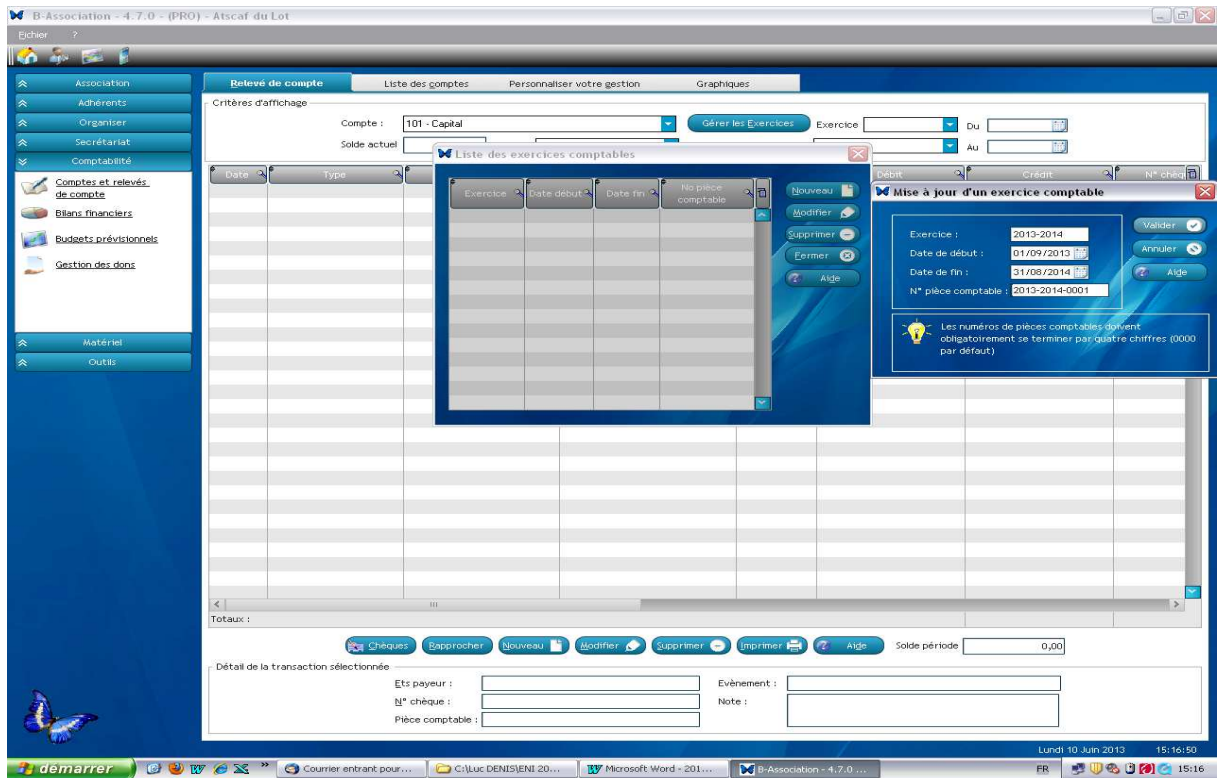 B-Association - 4.7.0 - (PRO) - Atscaf du Lot
Eichier ?
Association
Adhérents
Organiser
Secrétariat
Comptabilité
Comptes et relevés
de compte
Bilans financiers
Budgets prévisionnels
Gestion des dons
Matériel
Outils
Relevé de compte Liste des comptes Personnaliser votre gestion Graphiques
Critères d'affichage
Compte : 101 - Capital Gérer les Exercices Exercice Du
Solde actuel Au
Date Type Débit Crédit N° chèq
Liste des exercices comptables
Exercice Date début Date fin No pièce
comptable
Nouveau
Modifier
Supprimer
Fermer
Aide
Mise à jour d'un exercice comptable
Exercice : 2013-2014
Date de début : 01/09/2013
Date de fin : 31/08/2014
N° pièce comptable : 2013-2014-0001
Valider
Annuler
Aide
Les numéros de pièces comptables doivent
obligatoirement se terminer par quatre chiffres (0000
par défaut)
Totaux :
Chèques Rapprocher Nouveau Modifier Supprimer Imprimer Aide Solde période 0,00
Détail de la transaction sélectionnée
Ets payeur : Evènement :
N° chèque : Note :
Pièce comptable :
Lundi 10 Juin 2013 15:16:50
démarrer Courrier entrant pour... C:\Luc DENIS\ENI 20... Microsoft Word - 201... B-Association - 4.7.0 ... FR 15:16